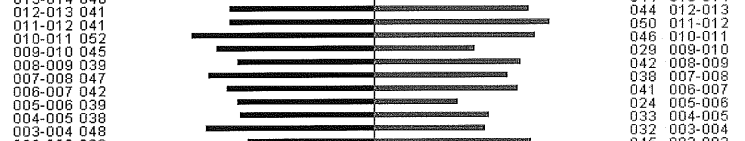 012-013 041 044 012-013
011-012 041 050 011-012
010-011 052 046 010-011
009-010 045 029 009-010
008-009 039 042 008-009
007-008 047 038 007-008
006-007 042 041 006-007
005-006 039 024 005-006
004-005 038 033 004-005
003-004 048 032 003-004